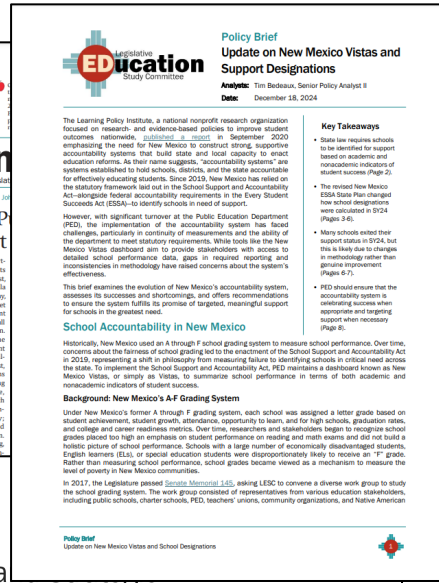 Legislative
EDucation
Study Committee
Policy Brief
Update on New Mexico Vistas and
Support Designations
Analysts: Tim Bedeaux, Senior Policy Analyst II
Date: December 18, 2024
The Learning Policy Institute, a national nonprofit research organization
focused on research- and evidence-based policies to improve student
outcomes nationwide, published a report in September 2020
emphasizing the need for New Mexico to construct strong, supportive
accountability systems that build state and local capacity to enact
education reforms. As their name suggests, "accountability systems" are
systems established to hold schools, districts, and the state accountable
for effectively educating students. Since 2019, New Mexico has relied on
the statutory framework laid out in the School Support and Accountability
Act—alongside federal accountability requirements in the Every Student
Succeeds Act (ESSA)—to identify schools in need of support.
However, with significant turnover at the Public Education Department
(PED), the implementation of the accountability system has faced
challenges, particularly in continuity of measurements and the ability of
the department to meet statutory requirements. While tools like the New
Mexico Vistas dashboard aim to provide stakeholders with access to
detailed school performance data, gaps in required reporting and
inconsistencies in methodology have raised concerns about the system's
effectiveness.
This brief examines the evolution of New Mexico's accountability system,
assesses its successes and shortcomings, and offers recommendations
to ensure the system fulfills its promise of targeted, meaningful support
for schools in the greatest need.
Key Takeaways
• State law requires schools
to be identified for support
based on academic and
nonacademic indicators of
student success (Page 2).
• The revised New Mexico
ESSA State Plan changed
how school designations
were calculated in SY24
(Pages 3-6).
• Many schools exited their
support status in SY24, but
this is likely due to changes
in methodology rather than
genuine improvement
(Pages 6-7).
• PED should ensure that the
accountability system is
celebrating success when
appropriate and targeting
support when necessary
(Page 8).
School Accountability in New Mexico
Historically, New Mexico used an A through F school grading system to measure school performance. Over time,
concerns about the fairness of school grading led to the enactment of the School Support and Accountability Act
in 2019, representing a shift in philosophy from measuring failure to identifying schools in critical need across
the state. To implement the School Support and Accountability Act, PED maintains a dashboard known as New
Mexico Vistas, or simply as Vistas, to summarize school performance in terms of both academic and
nonacademic indicators of student success.
Background: New Mexico's A-F Grading System
Under New Mexico's former A through F grading system, each school was assigned a letter grade based on
student achievement, student growth, attendance, opportunity to learn, and for high schools, graduation rates,
and college and career readiness metrics. Over time, researchers and stakeholders began to recognize school
grades placed too high an emphasis on student performance on reading and math exams and did not build a
holistic picture of school performance. Schools with a large number of economically disadvantaged students,
English learners (ELs), or special education students were disproportionately likely to receive an "F" grade.
Rather than measuring school performance, school grades became viewed as a mechanism to measure the
level of poverty in New Mexico communities.
In 2017, the Legislature passed Senate Memorial 145, asking LESC to convene a diverse work group to study
the school grading system. The work group consisted of representatives from various education stakeholders,
including public schools, charter schools, PED, teachers' unions, community organizations, and Native American
Policy Brief
Update on New Mexico Vistas and School Designations